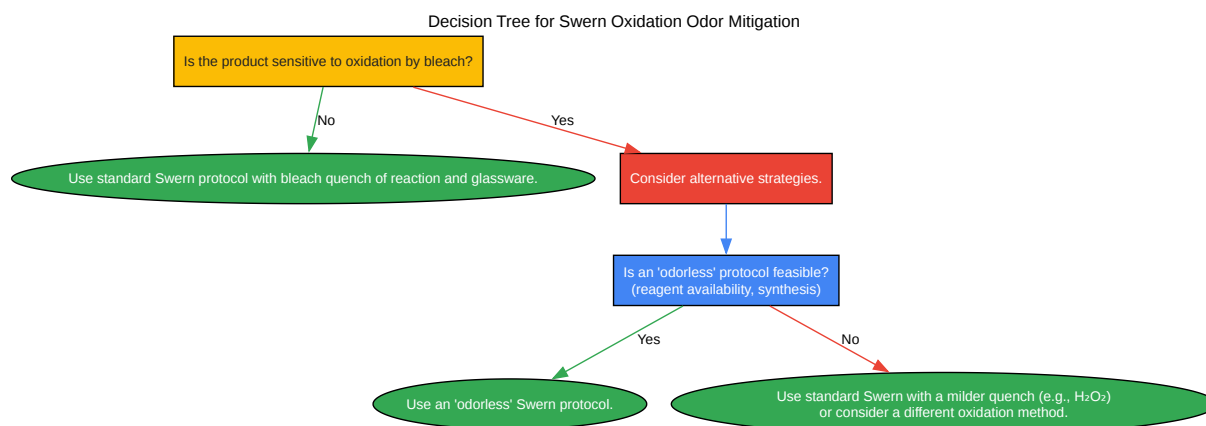 Decision Tree for Swern Oxidation Odor Mitigation
Is the product sensitive to oxidation by bleach?
No
Yes
Use standard Swern protocol with bleach quench of reaction and glassware.
Consider alternative strategies.
Is an 'odorless' protocol feasible?
(reagent availability, synthesis)
Yes
No
Use an 'odorless' Swern protocol.
Use standard Swern with a milder quench (e.g., H₂O₂)
or consider a different oxidation method.